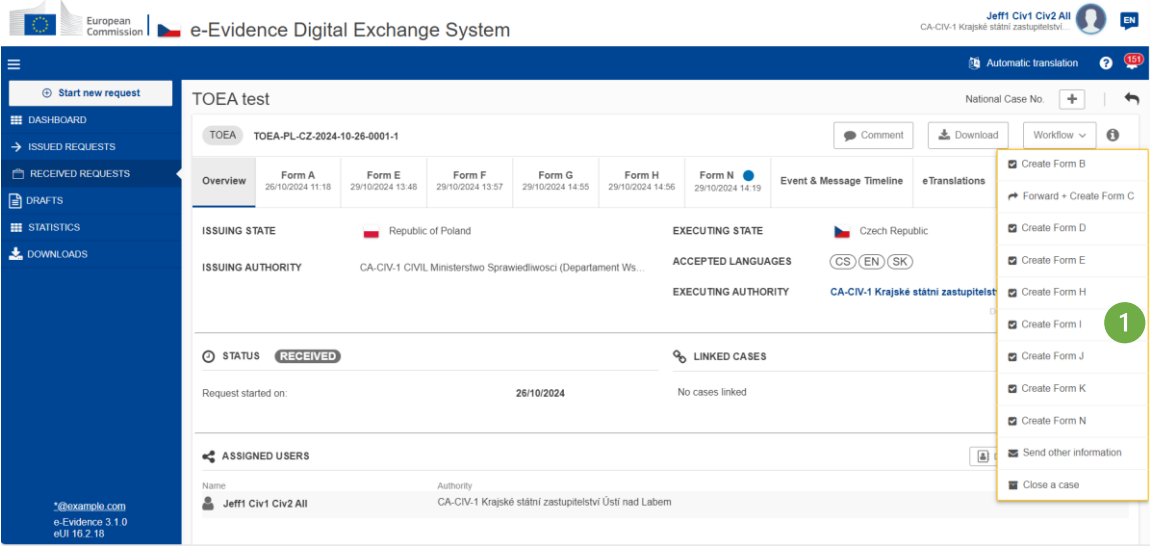 European
Commission
e-Evidence Digital Exchange System
Jeff1 Civ1 Civ2 All
CA-CIV-1 Krajské státní zastupitelství...
EN
Automatic translation
?
151
Start new request
DASHBOARD
ISSUED REQUESTS
RECEIVED REQUESTS
DRAFTS
STATISTICS
DOWNLOADS
*@example.com
e-Evidence 3.1.0
eUI 16.2.18
TOEA test
National Case No.
TOEA TOEA-PL-CZ-2024-10-26-0001-1
Comment
Download
Workflow
Overview
Form A
26/10/2024 11:18
Form E
29/10/2024 13:48
Form F
29/10/2024 13:57
Form G
29/10/2024 14:55
Form H
29/10/2024 14:56
Form N
29/10/2024 14:19
Event & Message Timeline
eTranslations
ISSUING STATE Republic of Poland
ISSUING AUTHORITY CA-CIV-1 CIVIL Ministerstwo Sprawiedliwosci (Departament Ws...
EXECUTING STATE Czech Republic
ACCEPTED LANGUAGES CS EN SK
EXECUTING AUTHORITY CA-CIV-1 Krajské státní zastupitelst
STATUS RECEIVED
Request started on: 26/10/2024
LINKED CASES
No cases linked
ASSIGNED USERS
Name Authority
Jeff1 Civ1 Civ2 All CA-CIV-1 Krajské státní zastupitelství Ústí nad Labem
Create Form B
Forward + Create Form C
Create Form D
Create Form E
Create Form H
Create Form I
Create Form J
Create Form K
Create Form N
Send other information
Close a case
1